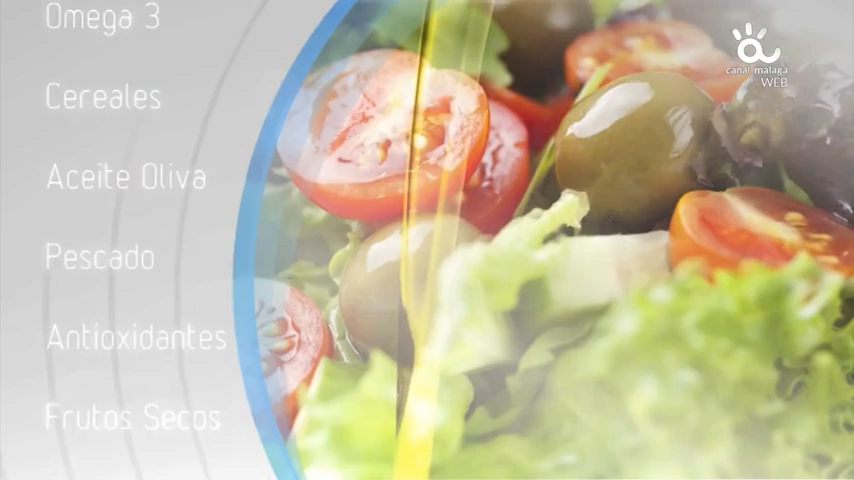 Omega 3
canal malaga
WEB
Cereales
Aceite Oliva
Pescado
Antioxidantes
Frutos Secos